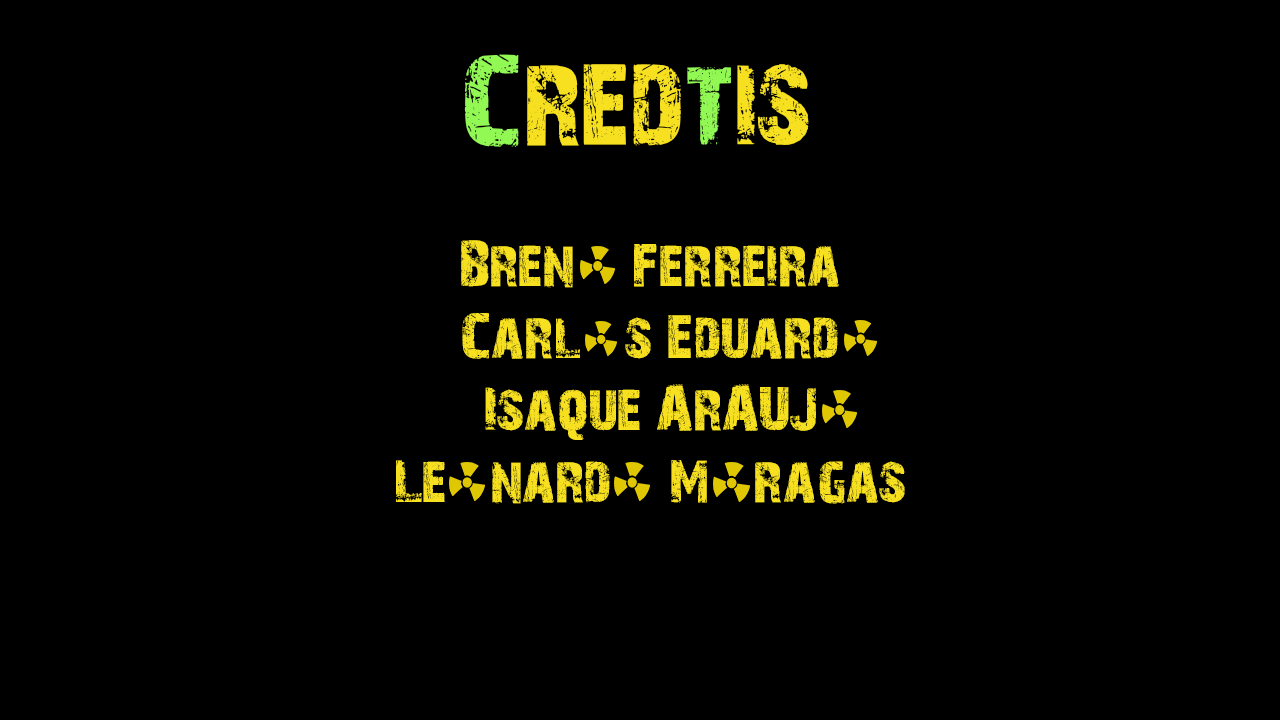 Credtis
Bren☢ Ferreira
Carl☢s Eduard☢
Isaque ArAUJ☢
Le☢nard☢ M☢ragas